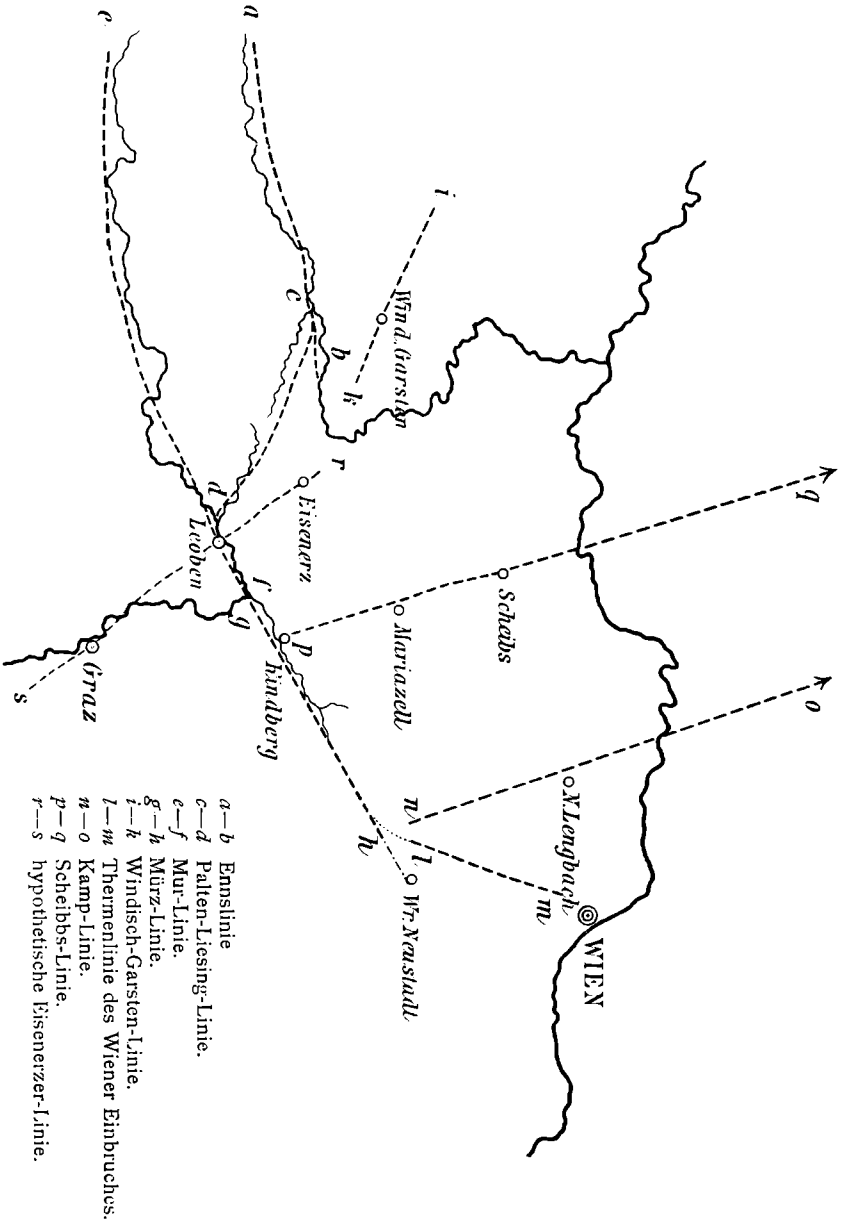 q
o
Scheibs
N.Lengbach
WIEN
i
Wind.Garsten
k
Mariazell
n
l
m
Wr.Neustadt
r
Eisenerz
h
a
c
b
p
Kindberg
d
Leoben
f
g
e
Graz
s
a—b Ennslinie
c—d Palten-Liesing-Linie.
e—f Mur-Linie.
g—h Mürz-Linie.
i—k Windisch-Garsten-Linie.
l—m Thermenlinie des Wiener Einbruches.
n—o Kamp-Linie.
p—q Scheibbs-Linie.
r—s hypothetische Eisenerzer-Linie.